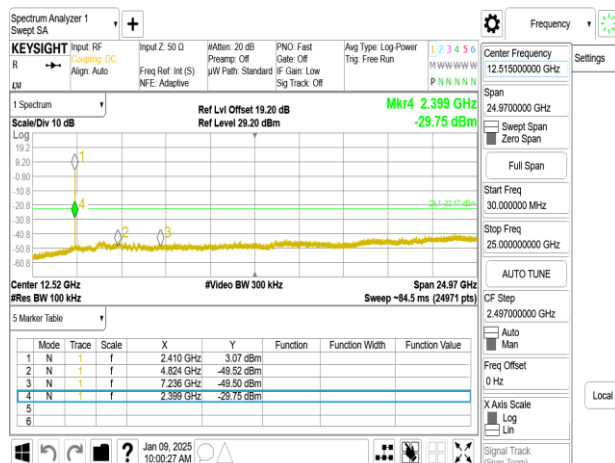 Spectrum Analyzer 1
Swept SA
Frequency
KEYSIGHT Input: RF Input Z: 50 Ω #Atten: 20 dB PNO: Fast Avg Type: Log-Power 1 2 3 4 5 6
R Coupling: DC Preamp: Off Gate: Off Trig: Free Run M W W W W W
Align: Auto Freq Ref: Int (S) µW Path: Standard IF Gain: Low
LXI NFE: Adaptive Sig Track: Off P N N N N N
1 Spectrum
Ref Lvl Offset 19.20 dB Mkr4 2.399 GHz
Scale/Div 10 dB Ref Level 29.20 dBm -29.75 dBm
Log
19.2
9.20
-0.80
-10.8
-20.8
-30.8
-40.8
-50.8
-60.8
1
4
2
3
DL1 -23.17 dBm
Center 12.52 GHz #Video BW 300 kHz Span 24.97 GHz
#Res BW 100 kHz Sweep ~84.5 ms (24971 pts)
5 Marker Table
Mode Trace Scale X Y Function Function Width Function Value
1 N 1 f 2.410 GHz 3.07 dBm
2 N 1 f 4.824 GHz -49.52 dBm
3 N 1 f 7.236 GHz -49.50 dBm
4 N 1 f 2.399 GHz -29.75 dBm
5
6
?
Jan 09, 2025
10:00:27 AM
Center Frequency
12.515000000 GHz
Span
24.9700000 GHz
Swept Span
Zero Span
Full Span
Start Freq
30.000000 MHz
Stop Freq
25.000000000 GHz
AUTO TUNE
CF Step
2.497000000 GHz
Auto
Man
Freq Offset
0 Hz
X Axis Scale
Log
Lin
Signal Track
(Span Zoom)
Settings
Local